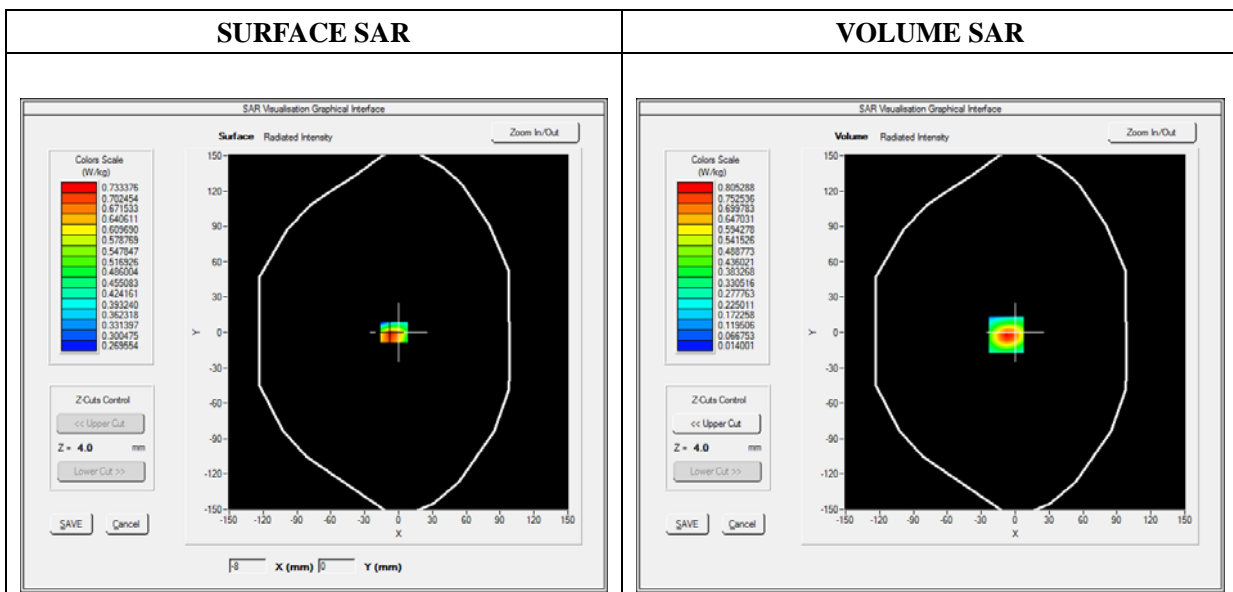 SURFACE SAR
VOLUME SAR
SAR Visualisation Graphical Interface
Surface Radiated Intensity
Zoom In/Out
Colors Scale
(W/kg)
0.733376
0.702454
0.671533
0.640611
0.609690
0.578769
0.547847
0.516926
0.486004
0.455083
0.424161
0.393240
0.362318
0.331397
0.300475
0.269554
150
120
90
60
30
0
-30
-60
-90
-120
-150
Y
-150 -120 -90 -60 -30 0 30 60 90 120 150
X
Z-Cuts Control
<< Upper Cut
Z = 4.0 mm
Lower Cut >>
SAVE Cancel
-8 X (mm) 0 Y (mm)
SAR Visualisation Graphical Interface
Volume Radiated Intensity
Zoom In/Out
Colors Scale
(W/kg)
0.805288
0.752536
0.699783
0.647031
0.594278
0.541526
0.488773
0.436021
0.383268
0.330516
0.277763
0.225011
0.172258
0.119506
0.066753
0.014001
150
120
90
60
30
0
-30
-60
-90
-120
-150
Y
-150 -120 -90 -60 -30 0 30 60 90 120 150
X
Z-Cuts Control
<< Upper Cut
Z = 4.0 mm
Lower Cut >>
SAVE Cancel